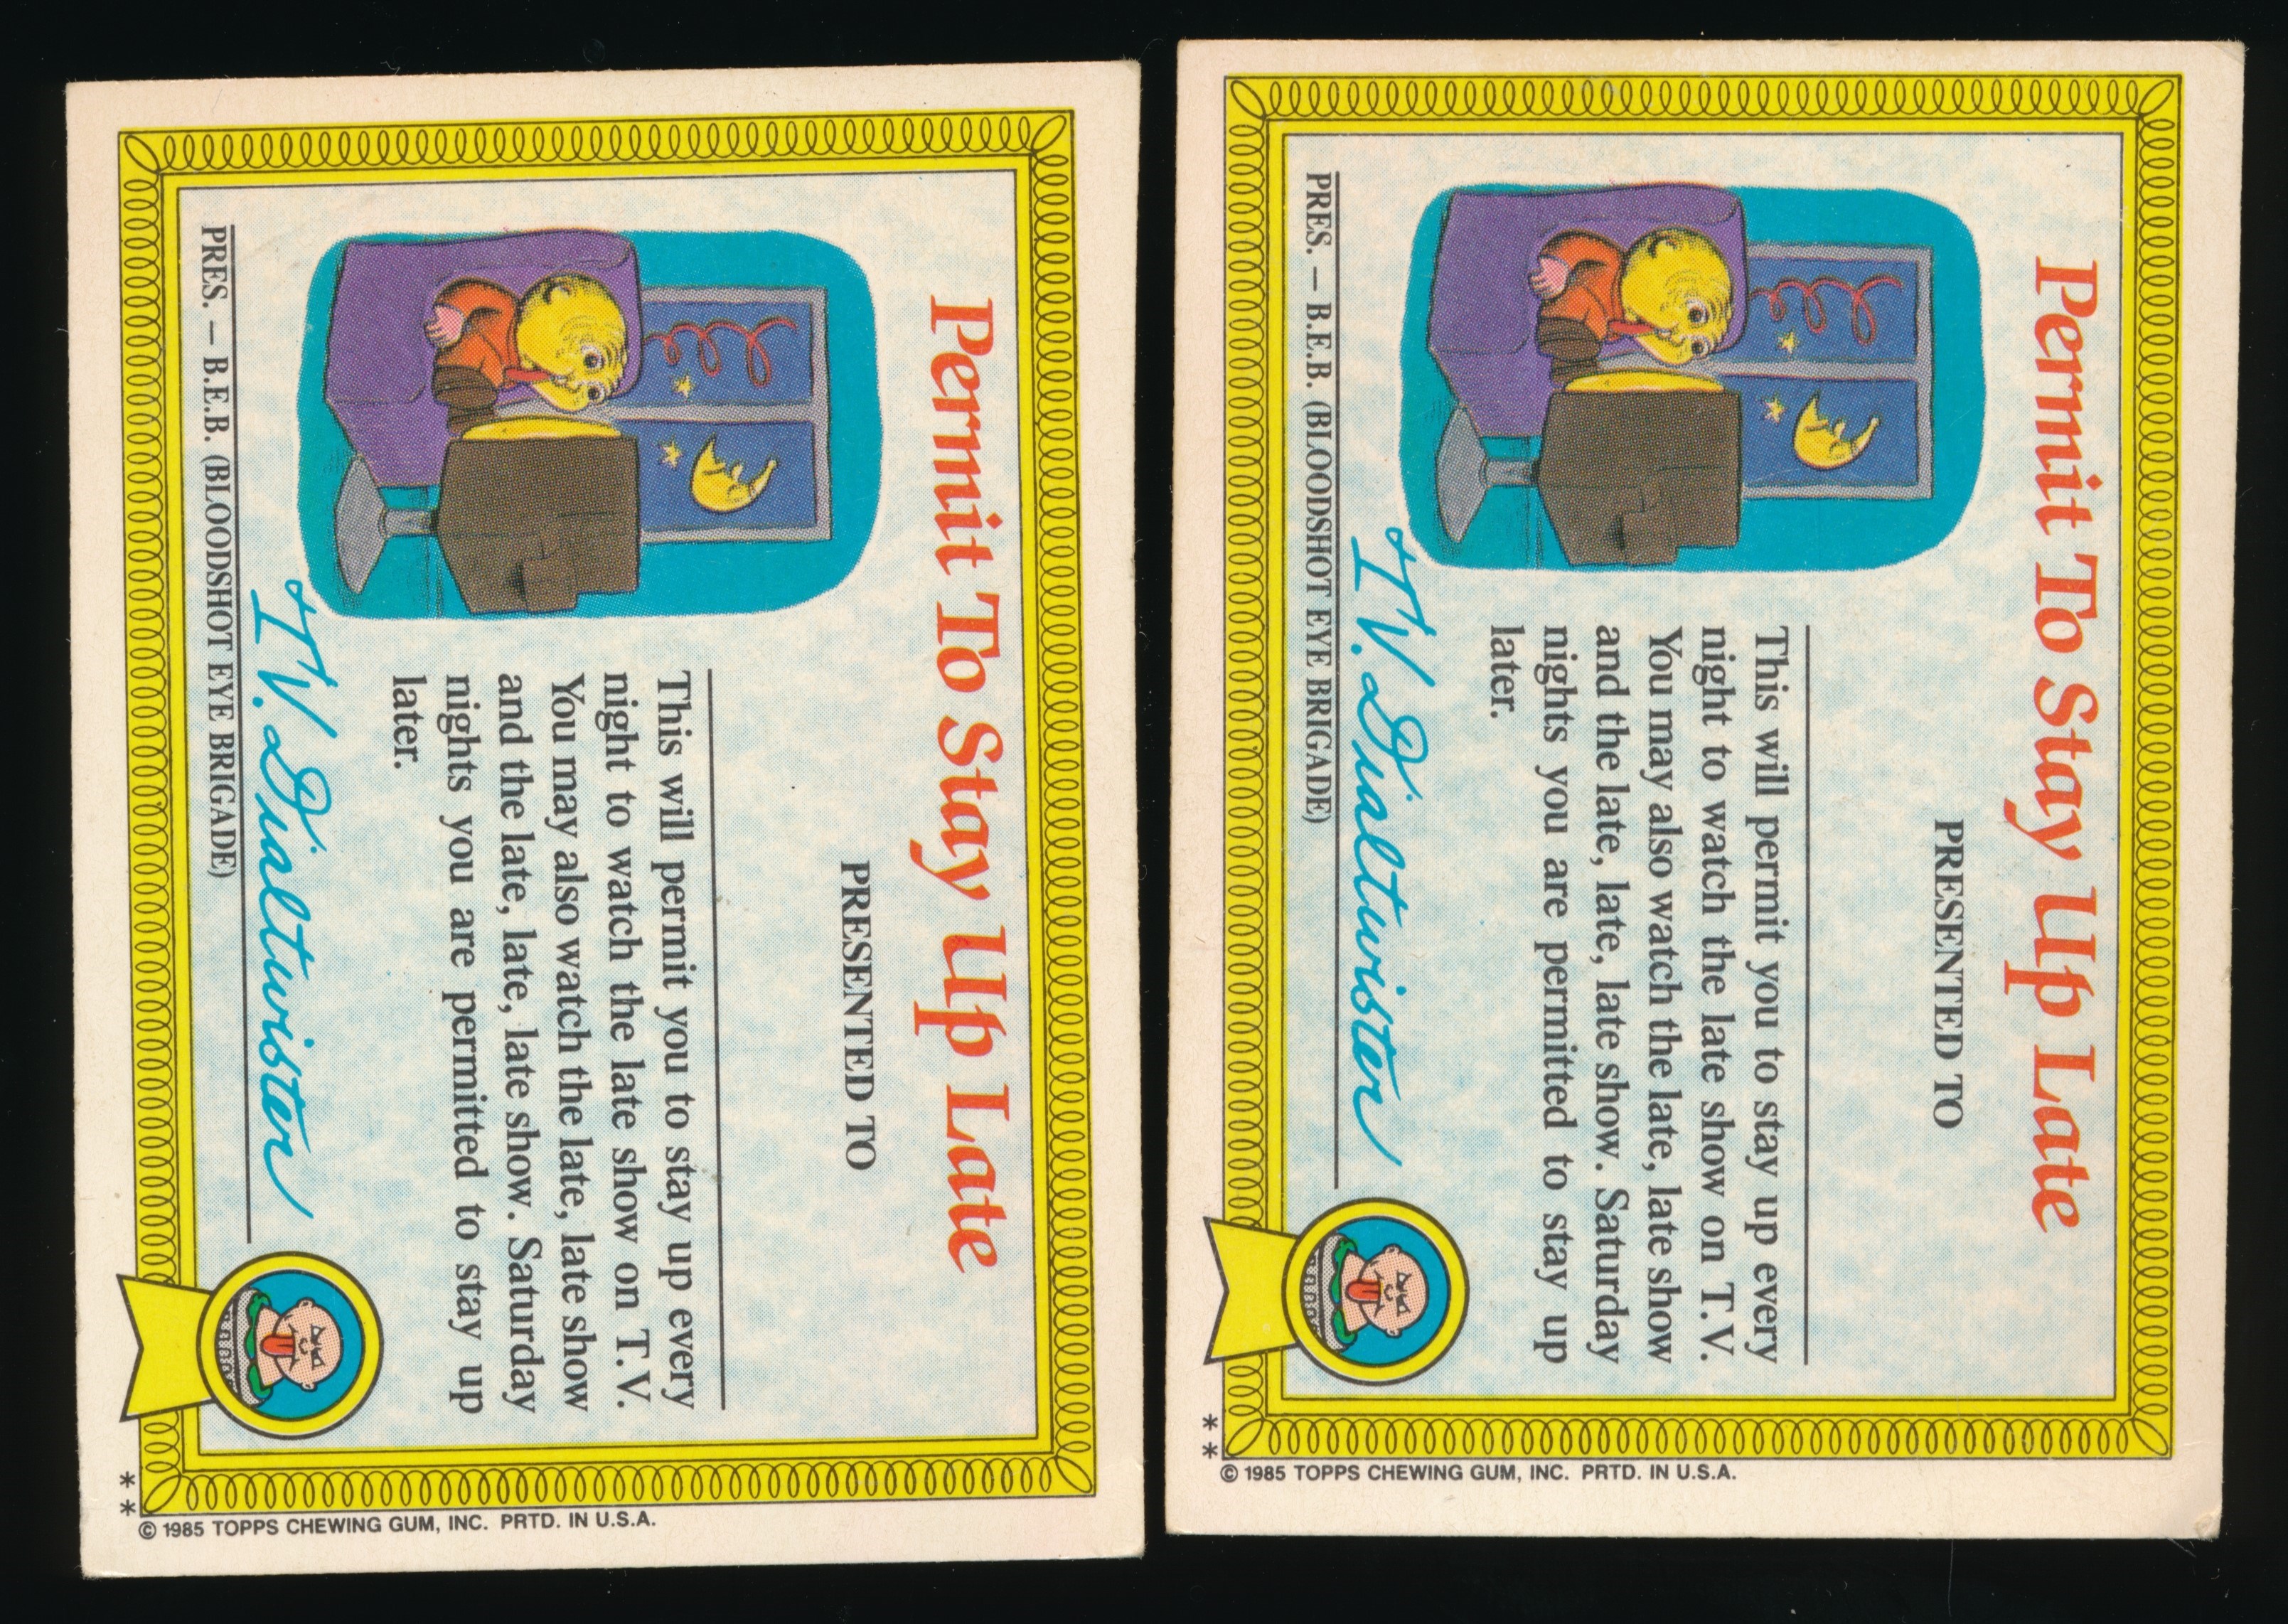 Permit To Stay Up Late
PRESENTED TO
This will permit you to stay up every
night to watch the late show on T.V.
You may also watch the late, late show
and the late, late, late show. Saturday
nights you are permitted to stay up
later.
T.V. Dialtwister
PRES. – B.E.B. (BLOODSHOT EYE BRIGADE)
**
© 1985 TOPPS CHEWING GUM, INC. PRTD. IN U.S.A.
Permit To Stay Up Late
PRESENTED TO
This will permit you to stay up every
night to watch the late show on T.V.
You may also watch the late, late show
and the late, late, late show. Saturday
nights you are permitted to stay up
later.
T.V. Dialtwister
PRES. – B.E.B. (BLOODSHOT EYE BRIGADE)
**
© 1985 TOPPS CHEWING GUM, INC. PRTD. IN U.S.A.